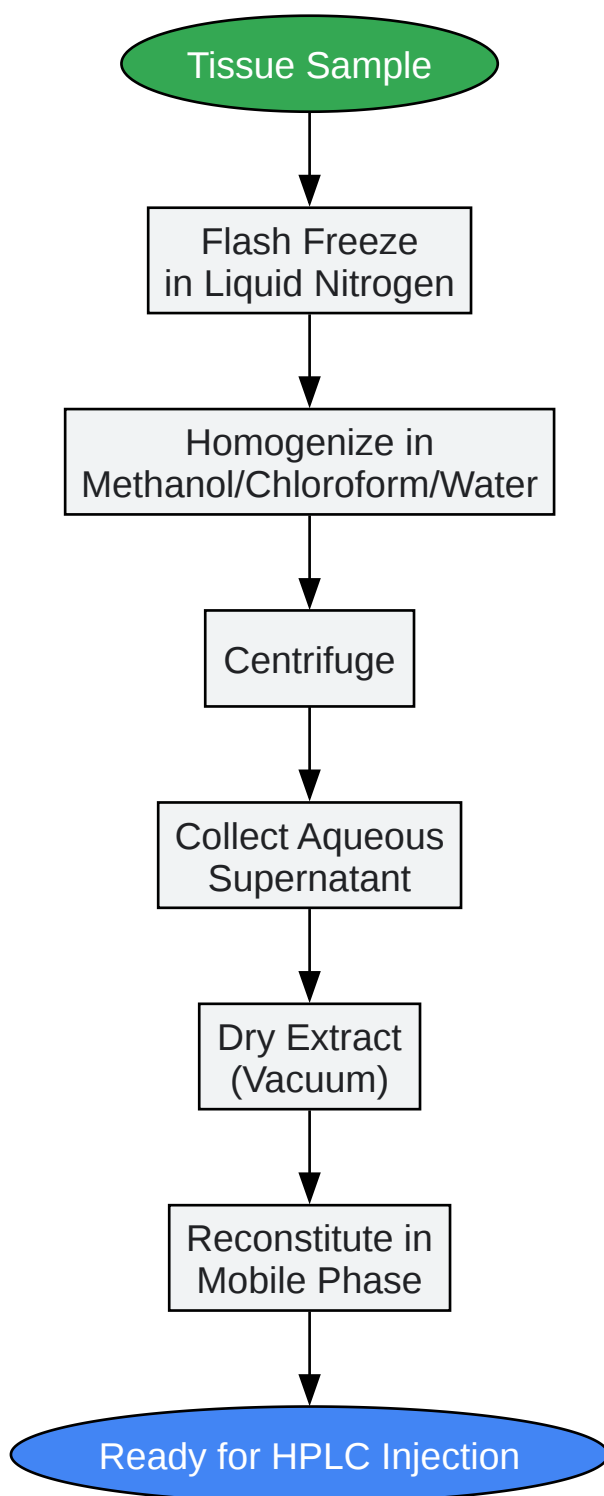 Tissue Sample
Flash Freeze
in Liquid Nitrogen
Homogenize in
Methanol/Chloroform/Water
Centrifuge
Collect Aqueous
Supernatant
Dry Extract
(Vacuum)
Reconstitute in
Mobile Phase
Ready for HPLC Injection